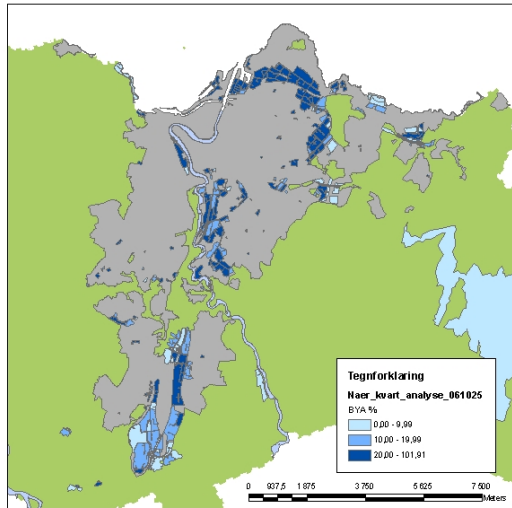 Tegnforklaring
Naer_kvart_analyse_061025
BYA %
0,00 - 9,99
10,00 - 19,99
20,00 - 101,91
0 937,5 1 875 3 750 5 625 7 500
Meters